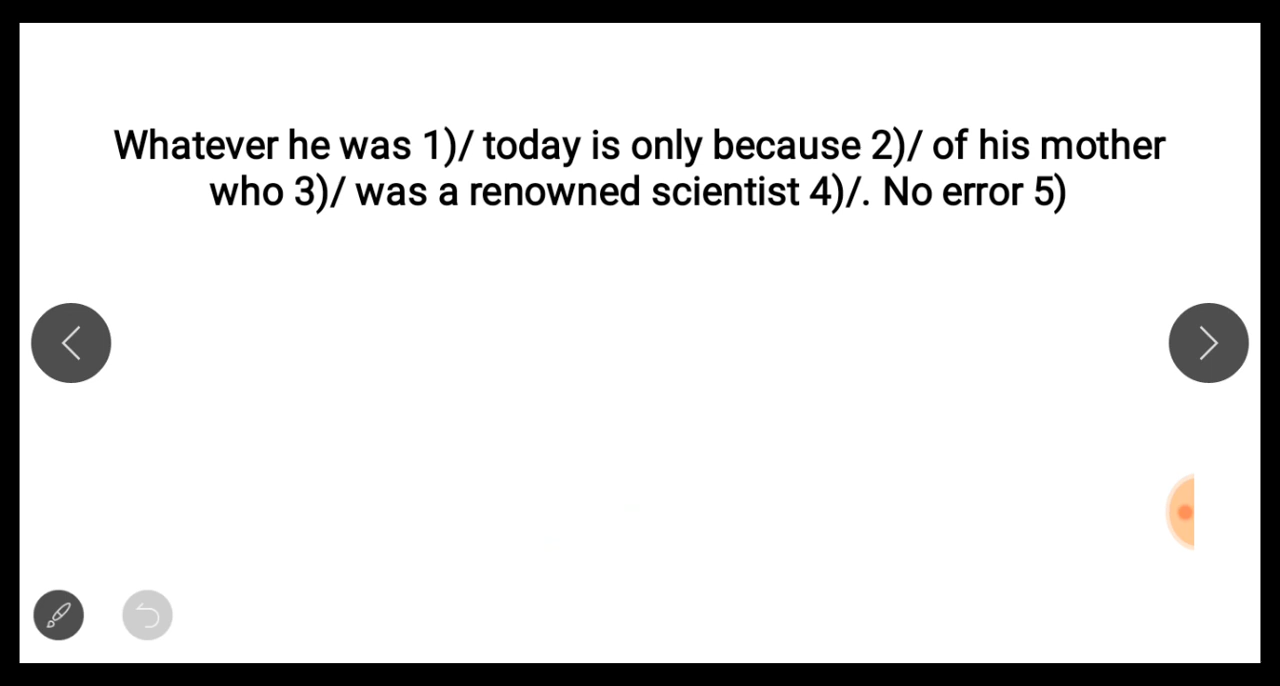 Whatever he was 1)/ today is only because 2)/ of his mother
who 3)/ was a renowned scientist 4)/. No error 5)